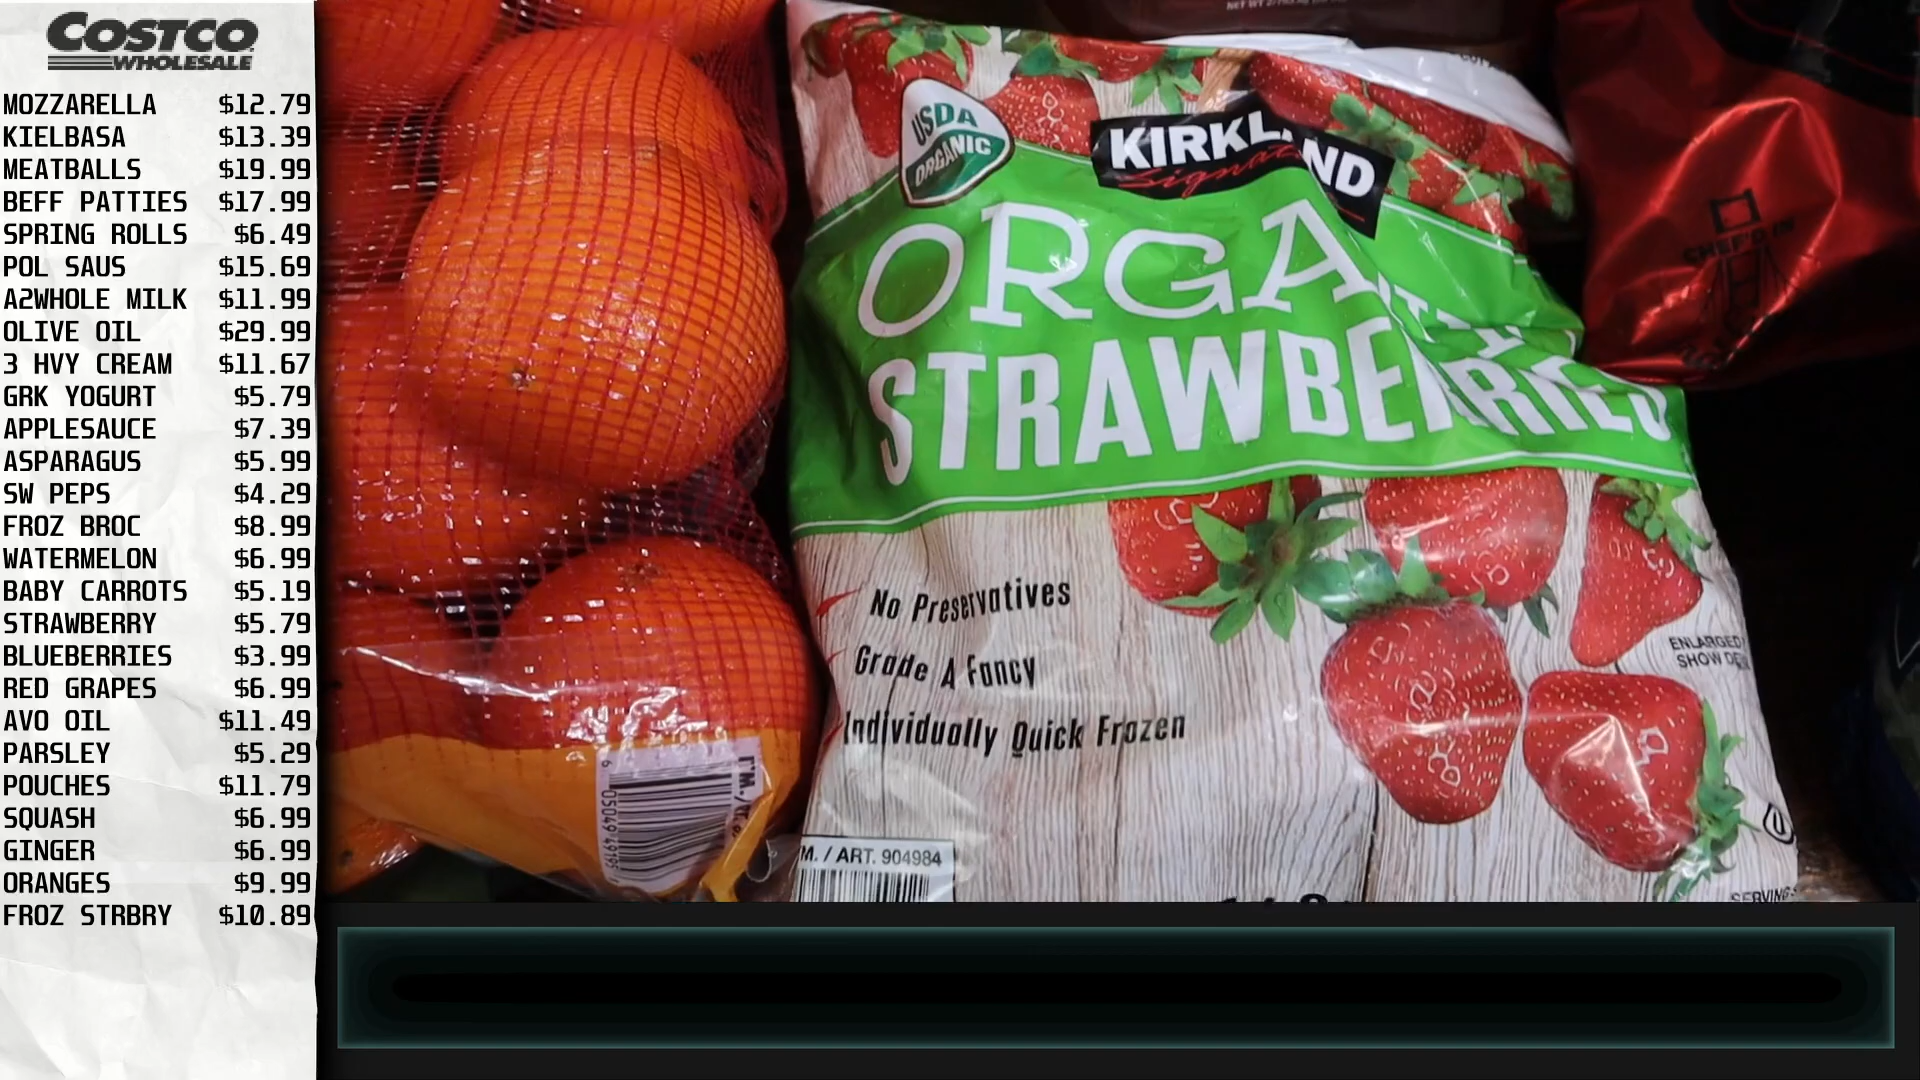 COSTCO
WHOLESALE
MOZZARELLA $12.79
KIELBASA $13.39
MEATBALLS $19.99
BEFF PATTIES $17.99
SPRING ROLLS $6.49
POL SAUS $15.69
A2WHOLE MILK $11.99
OLIVE OIL $29.99
3 HVY CREAM $11.67
GRK YOGURT $5.79
APPLESAUCE $7.39
ASPARAGUS $5.99
SW PEPS $4.29
FROZ BROC $8.99
WATERMELON $6.99
BABY CARROTS $5.19
STRAWBERRY $5.79
BLUEBERRIES $3.99
RED GRAPES $6.99
AVO OIL $11.49
PARSLEY $5.29
POUCHES $11.79
SQUASH $6.99
GINGER $6.99
ORANGES $9.99
FROZ STRBRY $10.89
USDA
ORGANIC
KIRKLAND
Signature
ORGANIC
STRAWBERRIES
No Preservatives
Grade A Fancy
Individually Quick Frozen
ENLARGED
SHOW
M. / ART. 904984
CHEF'S
SERVINGS